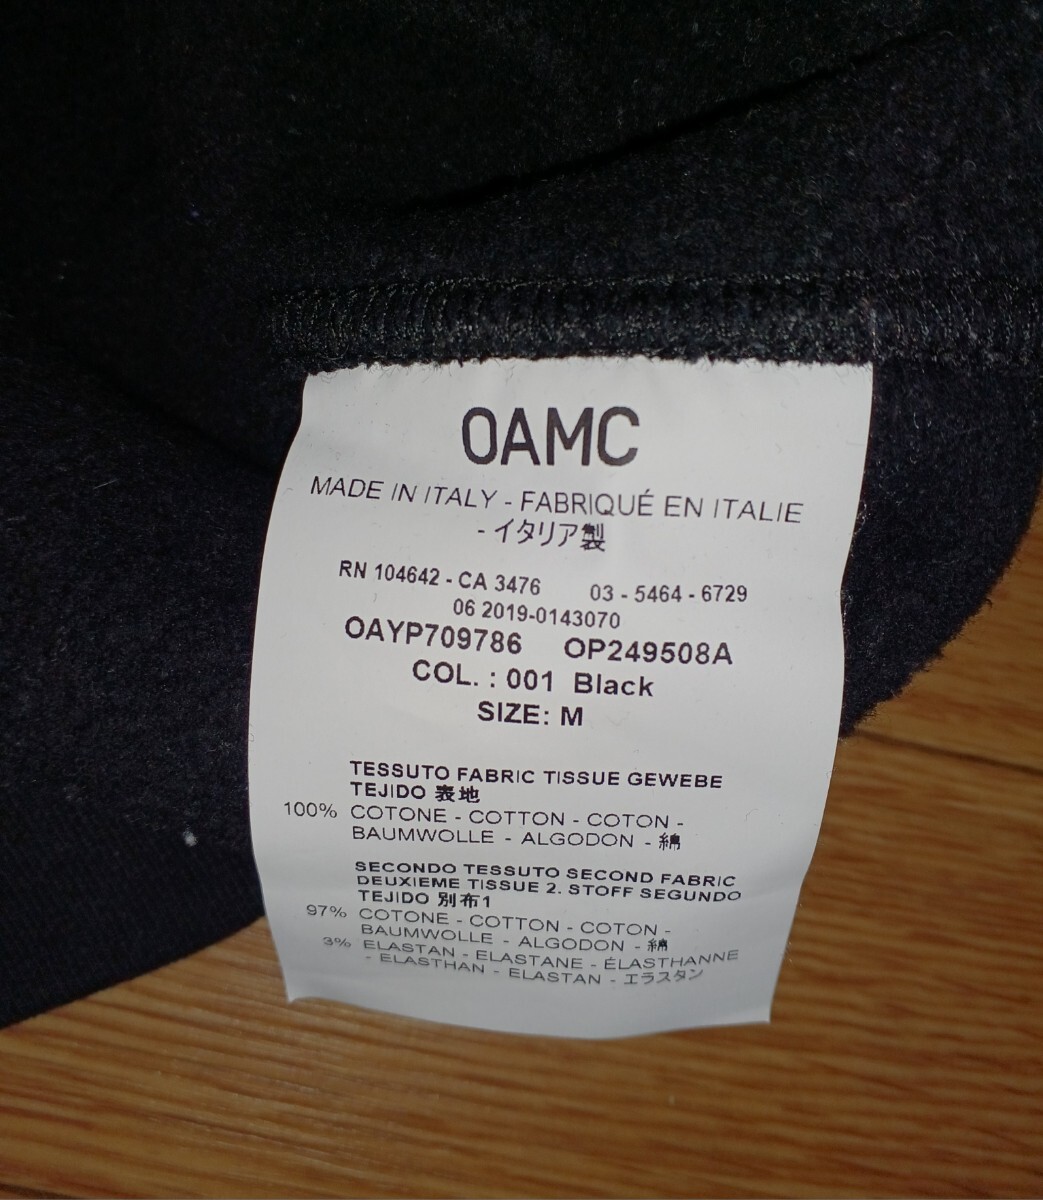 OAMC
MADE IN ITALY - FABRIQUÉ EN ITALIE
- イタリア製
RN 104642 - CA 3476 03 - 5464 - 6729
06 2019-0143070
OAYP709786 OP249508A
COL. : 001 Black
SIZE: M
TESSUTO FABRIC TISSUE GEWEBE
TEJIDO 表地
100% COTONE - COTTON - COTON -
BAUMWOLLE - ALGODON - 綿
SECONDO TESSUTO SECOND FABRIC
DEUXIEME TISSUE 2. STOFF SEGUNDO
TEJIDO 別布1
97% COTONE - COTTON - COTON -
BAUMWOLLE - ALGODON - 綿
3% ELASTAN - ELASTANE - ÉLASTHANNE
- ELASTHAN - ELASTAN - エラスタン